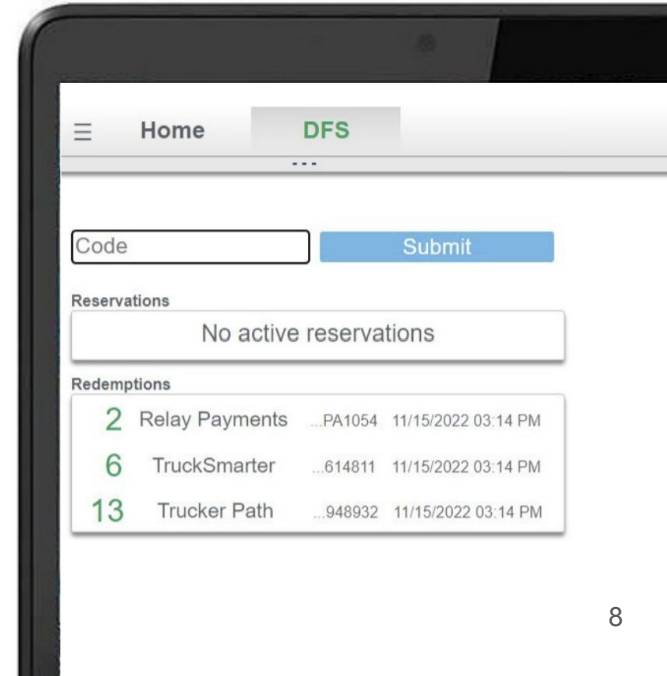 ☰ Home DFS
...
Code Submit
Reservations
No active reservations
Redemptions
2 Relay Payments ...PA1054 11/15/2022 03:14 PM
6 TruckSmarter ...614811 11/15/2022 03:14 PM
13 Trucker Path ...948932 11/15/2022 03:14 PM
8